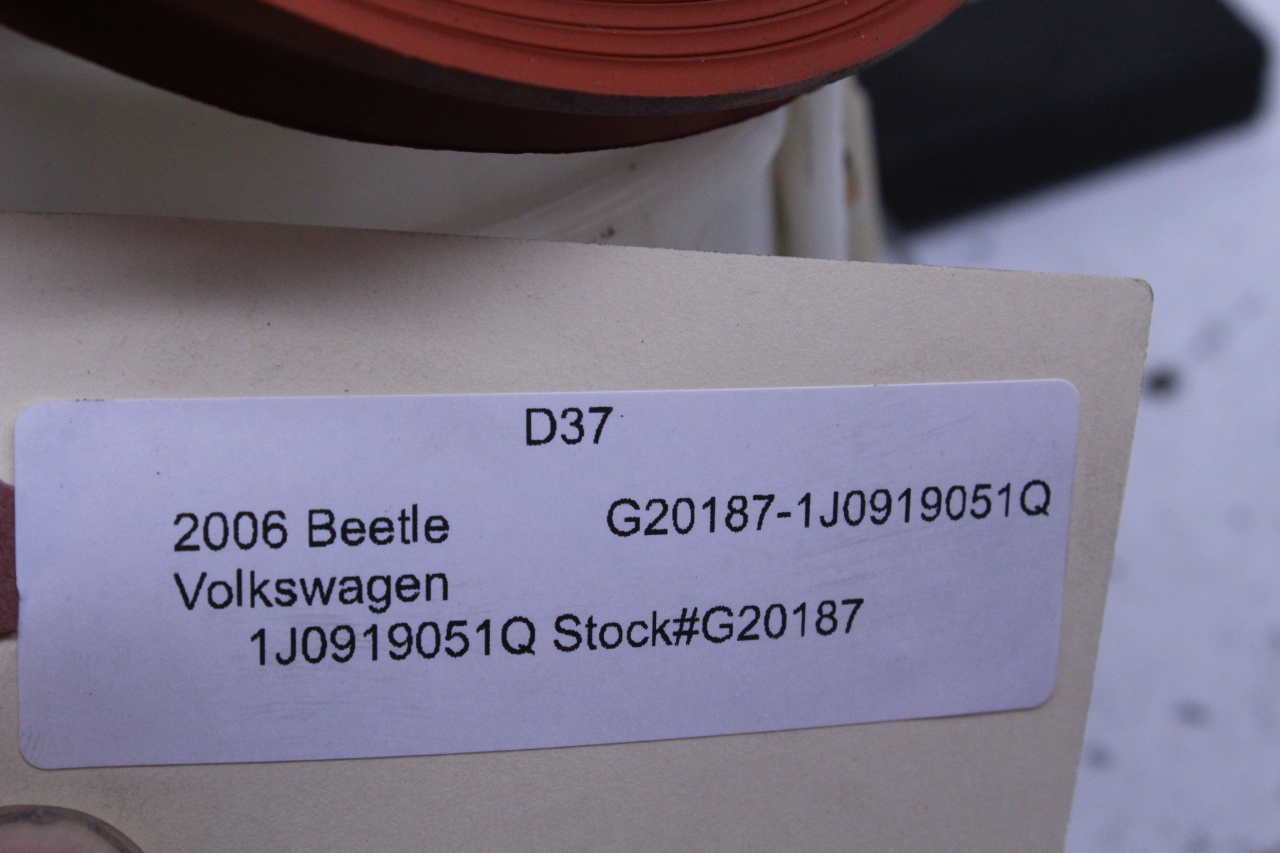 D37
2006 Beetle G20187-1J0919051Q
Volkswagen
1J0919051Q Stock#G20187